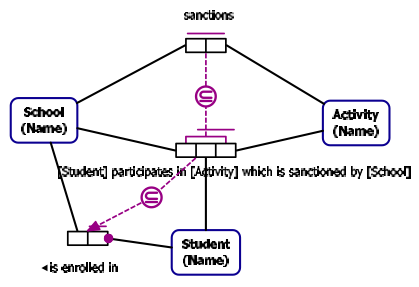 sanctions
School
(Name)
Activity
(Name)
[Student] participates in [Activity] which is sanctioned by [School]
Student
(Name)
◄is enrolled in